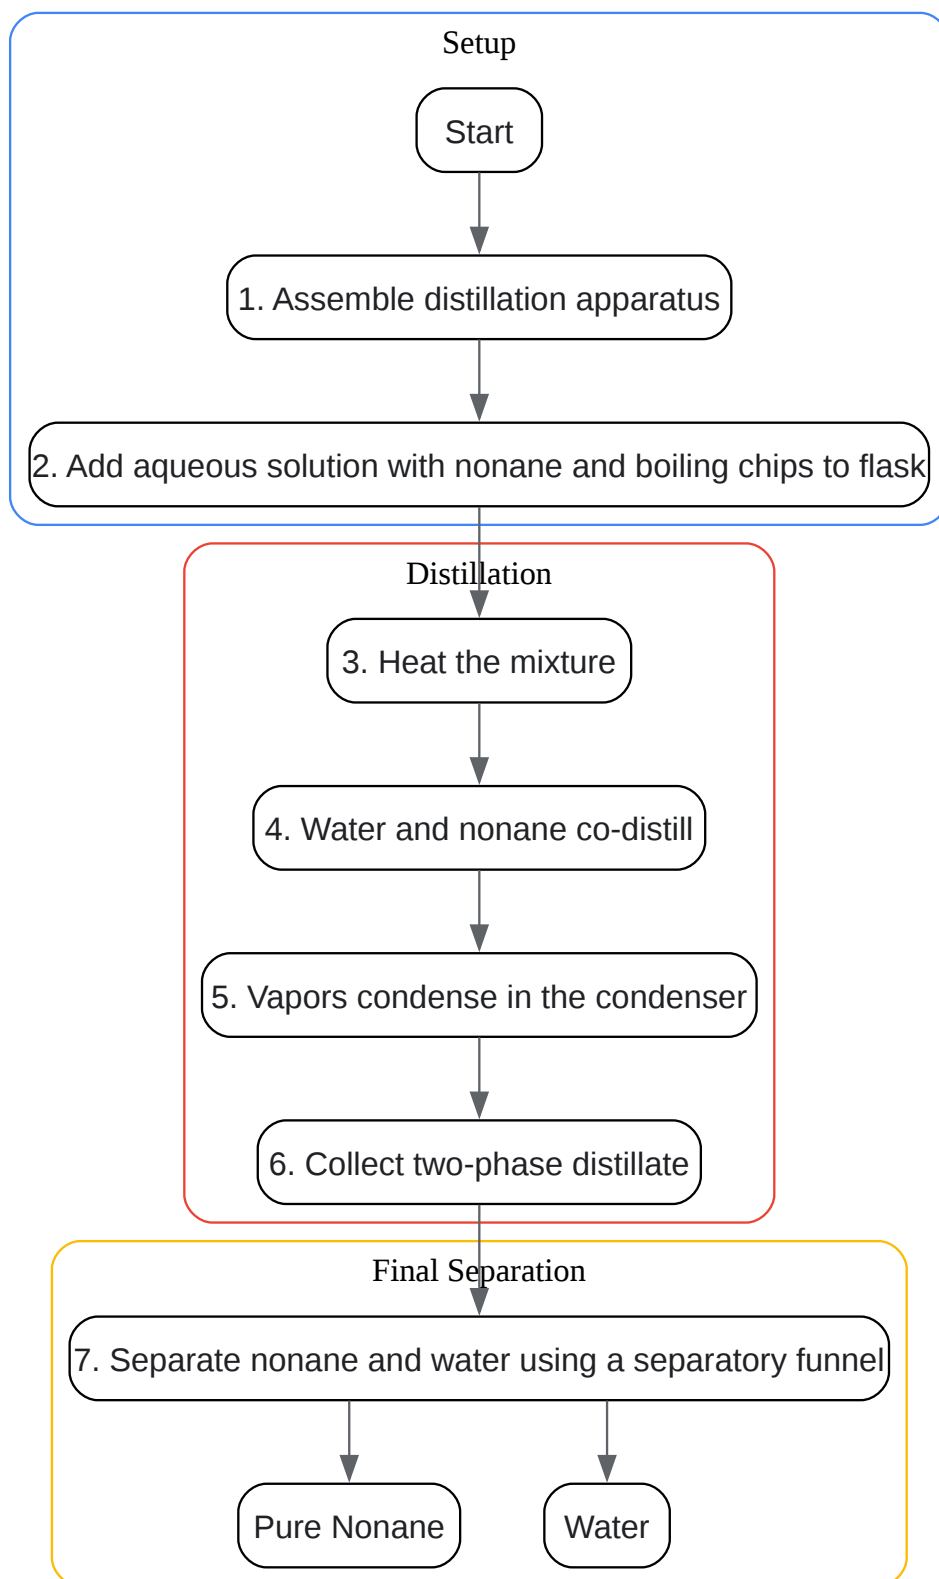 Setup
Start
1. Assemble distillation apparatus
2. Add aqueous solution with nonane and boiling chips to flask
Distillation
3. Heat the mixture
4. Water and nonane co-distill
5. Vapors condense in the condenser
6. Collect two-phase distillate
Final Separation
7. Separate nonane and water using a separatory funnel
Pure Nonane
Water